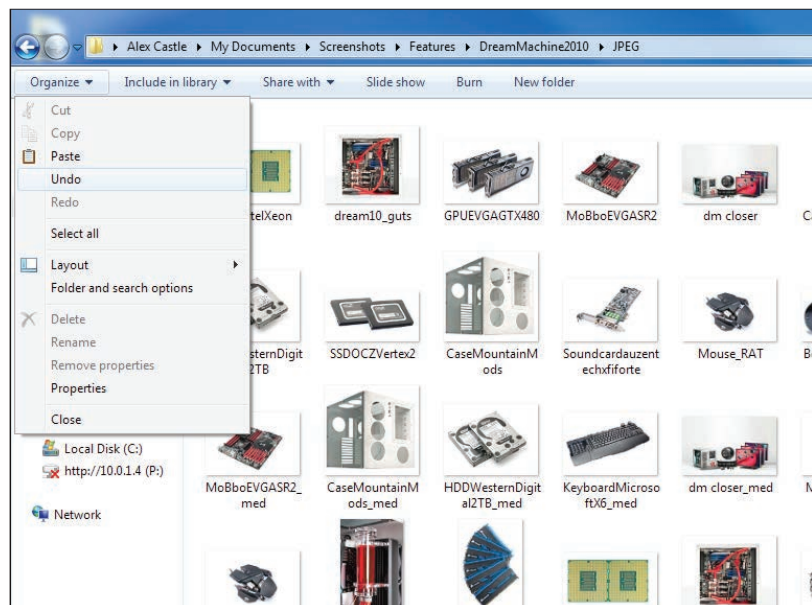 Alex Castle ▸ My Documents ▸ Screenshots ▸ Features ▸ DreamMachine2010 ▸ JPEG
Organize Include in library Share with Slide show Burn New folder
Cut
Copy
Paste
Undo
Redo
Select all
Layout
Folder and search options
Delete
Rename
Remove properties
Properties
Close
Local Disk (C:)
http://10.0.1.4 (P:)
Network
telXeon dream10_guts GPUEVGAGTX480 MoBboEVGASR2 dm closer
sternDigit SSDOCZVertex2 CaseMountainM Soundcardauzent Mouse_RAT
2TB ods echxfiforte
MoBboEVGASR2_ CaseMountainM HDDWesternDigit KeyboardMicroso dm closer_med
med ods_med al2TB_med ftX6_med